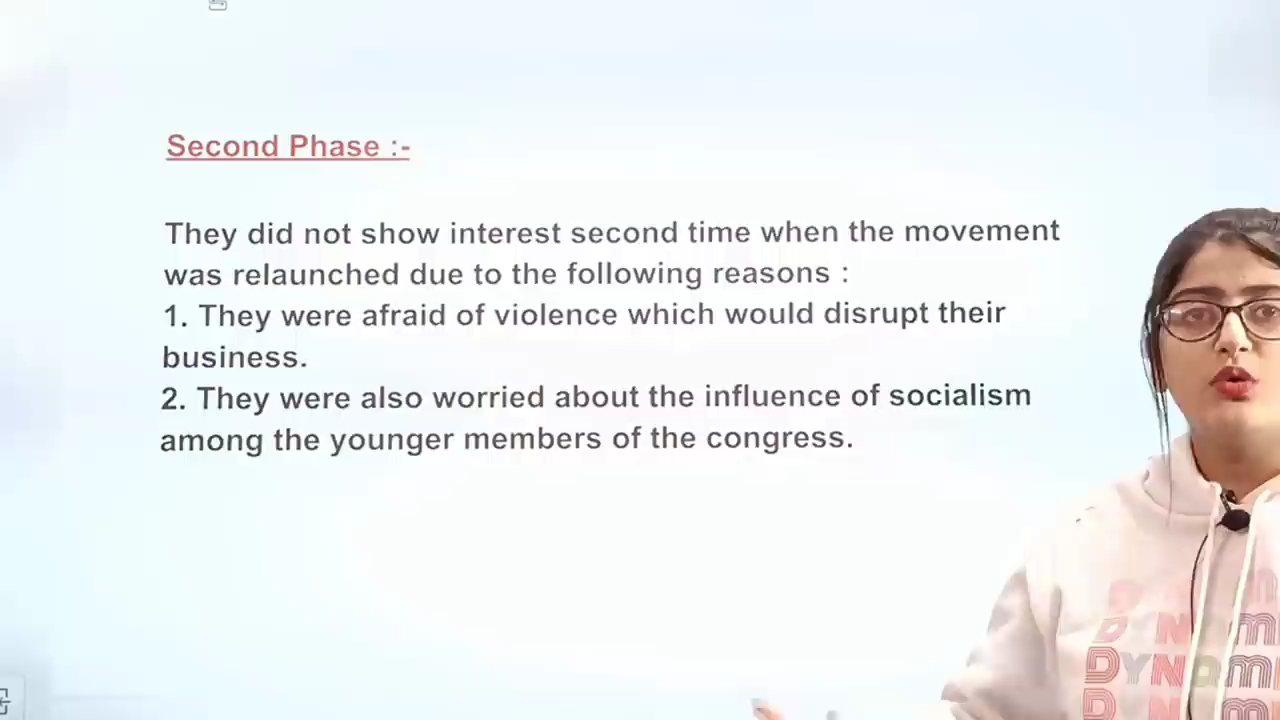 Second Phase :-
They did not show interest second time when the movement
was relaunched due to the following reasons :
1. They were afraid of violence which would disrupt their
business.
2. They were also worried about the influence of socialism
among the younger members of the congress.